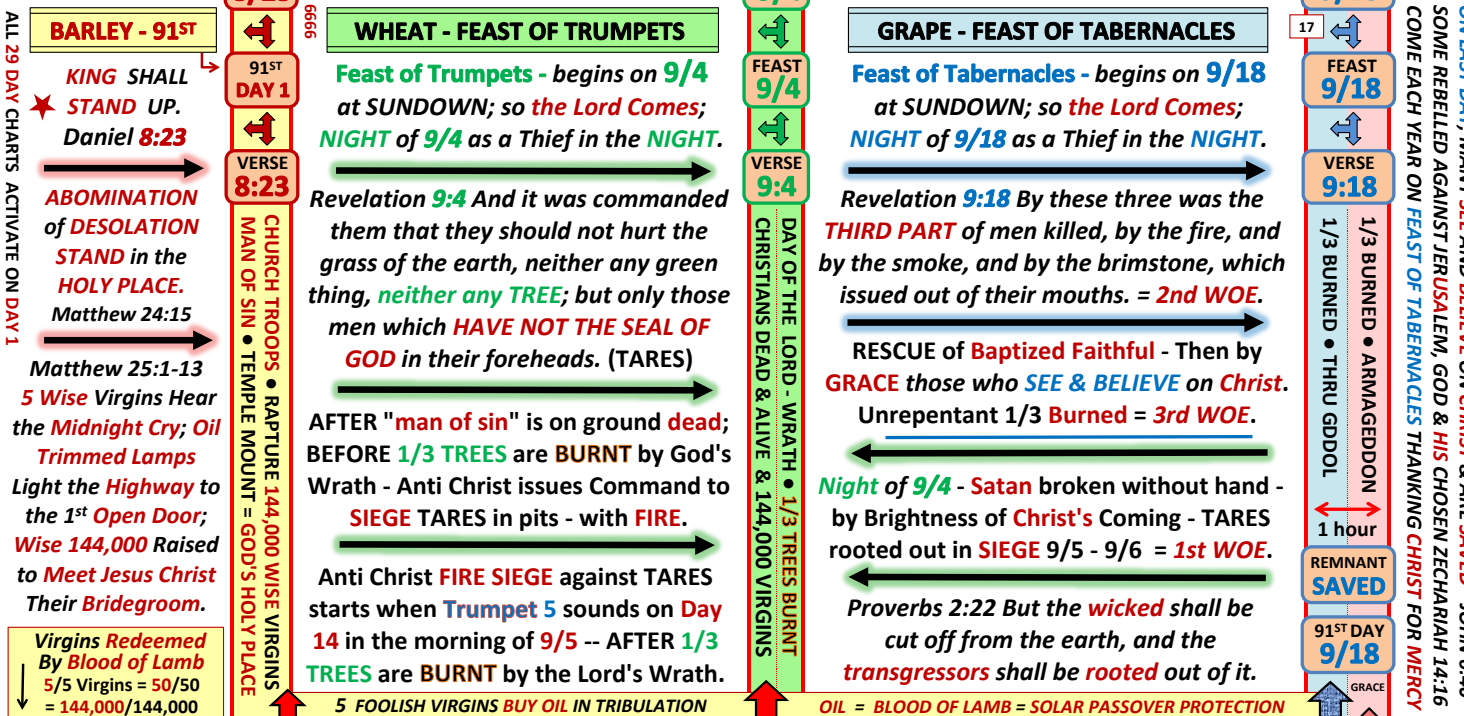 ALL 29 DAY CHARTS ACTIVATE ON DAY 1
BARLEY - 91ST
KING SHALL
STAND UP.
Daniel 8:23
ABOMINATION
of DESOLATION
STAND in the
HOLY PLACE.
Matthew 24:15
Matthew 25:1-13
5 Wise Virgins Hear
the Midnight Cry; Oil
Trimmed Lamps
Light the Highway to
the 1st Open Door;
Wise 144,000 Raised
to Meet Jesus Christ
Their Bridegroom.
Virgins Redeemed
By Blood of Lamb
5/5 Virgins = 50/50
= 144,000/144,000
91ST
DAY 1
VERSE
8:23
CHURCH TROOPS ● RAPTURE 144,000 WISE VIRGINS
MAN OF SIN ● TEMPLE MOUNT = GOD'S HOLY PLACE
6666
WHEAT - FEAST OF TRUMPETS
Feast of Trumpets - begins on 9/4
at SUNDOWN; so the Lord Comes;
NIGHT of 9/4 as a Thief in the NIGHT.
Revelation 9:4 And it was commanded
them that they should not hurt the
grass of the earth, neither any green
thing, neither any TREE; but only those
men which HAVE NOT THE SEAL OF
GOD in their foreheads. (TARES)
AFTER "man of sin" is on ground dead;
BEFORE 1/3 TREES are BURNT by God's
Wrath - Anti Christ issues Command to
SIEGE TARES in pits - with FIRE.
Anti Christ FIRE SIEGE against TARES
starts when Trumpet 5 sounds on Day
14 in the morning of 9/5 -- AFTER 1/3
TREES are BURNT by the Lord's Wrath.
5 FOOLISH VIRGINS BUY OIL IN TRIBULATION
FEAST
9/4
VERSE
9:4
DAY OF THE LORD - WRATH ● 1/3 TREES BURNT
CHRISTIANS DEAD & ALIVE & 144,000 VIRGINS
GRAPE - FEAST OF TABERNACLES
Feast of Tabernacles - begins on 9/18
at SUNDOWN; so the Lord Comes;
NIGHT of 9/18 as a Thief in the NIGHT.
Revelation 9:18 By these three was the
THIRD PART of men killed, by the fire, and
by the smoke, and by the brimstone, which
issued out of their mouths. = 2nd WOE.
RESCUE of Baptized Faithful - Then by
GRACE those who SEE & BELIEVE on Christ.
Unrepentant 1/3 Burned = 3rd WOE.
Night of 9/4 - Satan broken without hand -
by Brightness of Christ's Coming - TARES
rooted out in SIEGE 9/5 - 9/6 = 1st WOE.
Proverbs 2:22 But the wicked shall be
cut off from the earth, and the
transgressors shall be rooted out of it.
OIL = BLOOD OF LAMB = SOLAR PASSOVER PROTECTION
17
FEAST
9/18
VERSE
9:18
1/3 BURNED ● ARMAGEDDON
1/3 BURNED ● THRU GDDOL
1 hour
REMNANT
SAVED
91ST DAY
9/18
GRACE
SOME REBELLED AGAINST JERUSALEM, GOD & HIS CHOSEN ZECHARIAH 14:16
COME EACH YEAR ON FEAST OF TABERNACLES THANKING CHRIST FOR MERCY